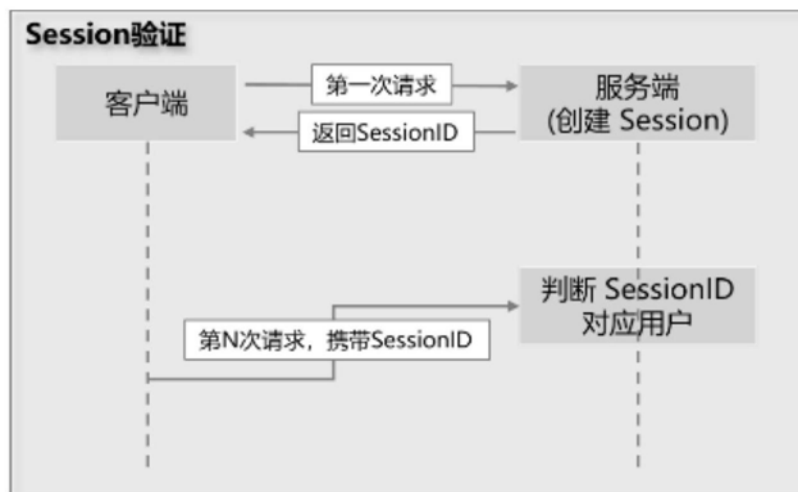 Session验证
客户端
第一次请求
服务端
(创建 Session)
返回SessionID
判断 SessionID
对应用户
第N次请求，携带SessionID